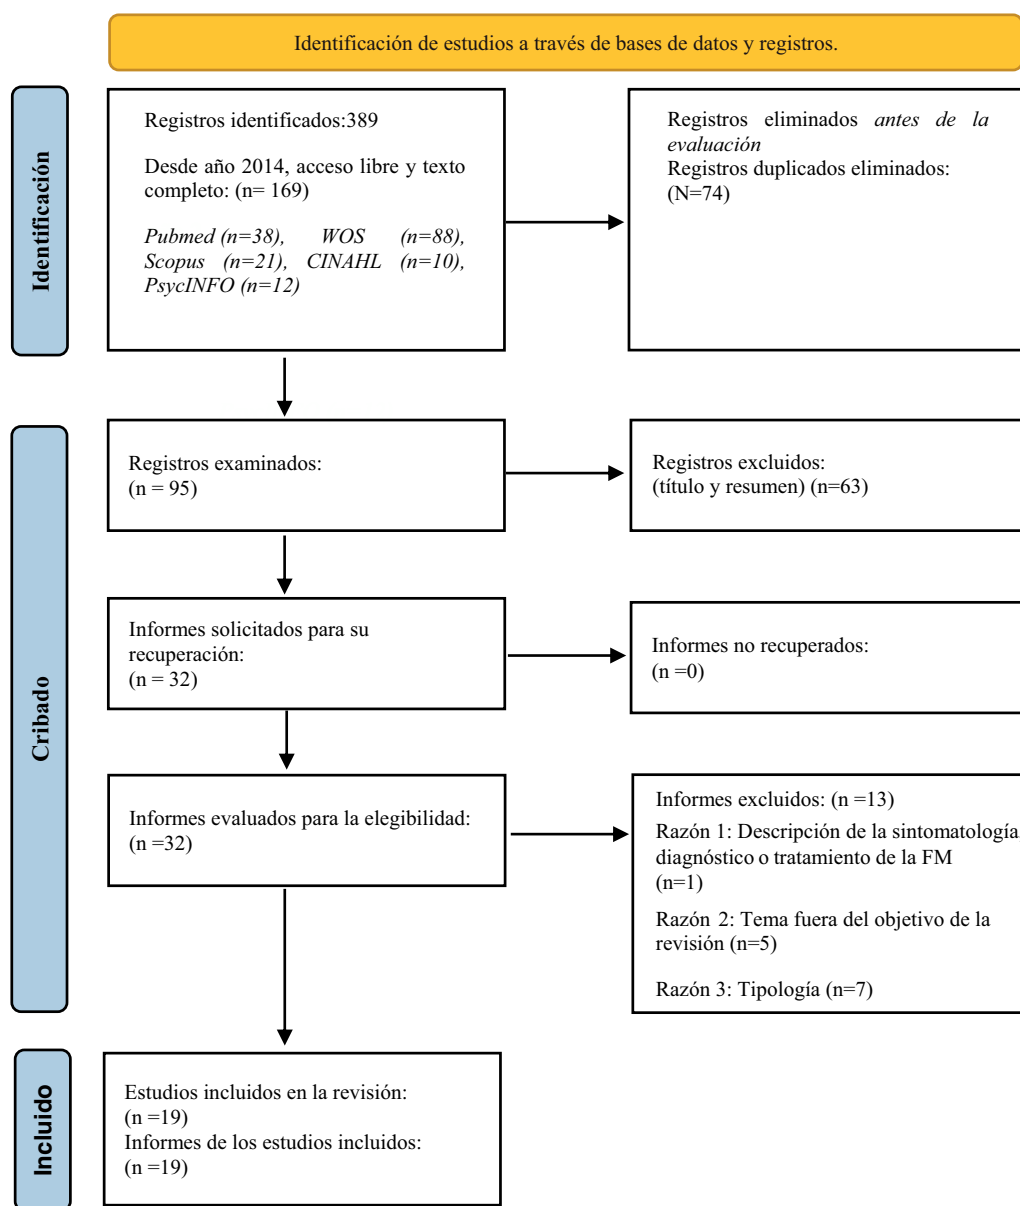 Identificación de estudios a través de bases de datos y registros.
Identificación
Registros identificados:389
Desde año 2014, acceso libre y texto
completo: (n= 169)
Pubmed (n=38), WOS (n=88),
Scopus (n=21), CINAHL (n=10),
PsycINFO (n=12)
Registros eliminados antes de la
evaluación
Registros duplicados eliminados:
(N=74)
Cribado
Registros examinados:
(n = 95)
Registros excluidos:
(título y resumen) (n=63)
Informes solicitados para su
recuperación:
(n = 32)
Informes no recuperados:
(n =0)
Informes evaluados para la elegibilidad:
(n =32)
Informes excluidos: (n =13)
Razón 1: Descripción de la sintomatología,
diagnóstico o tratamiento de la FM
(n=1)
Razón 2: Tema fuera del objetivo de la
revisión (n=5)
Razón 3: Tipología (n=7)
Incluido
Estudios incluidos en la revisión:
(n =19)
Informes de los estudios incluidos:
(n =19)